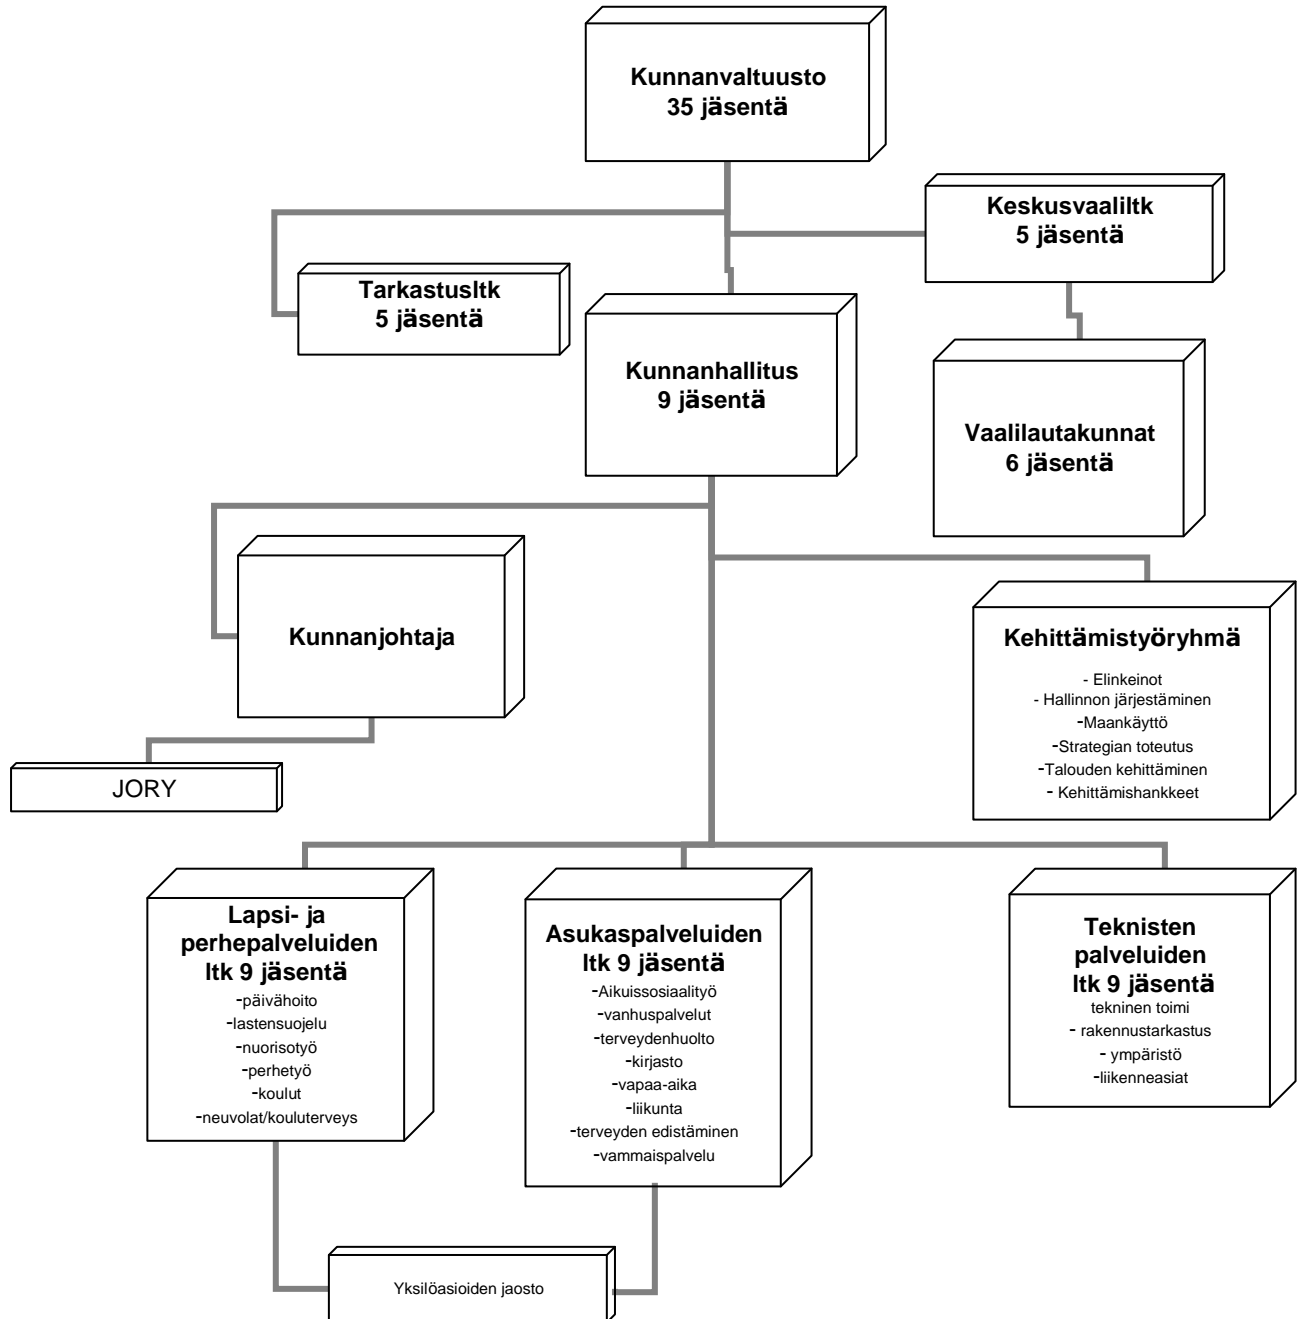 Kunnanvaltuusto
35 jäsentä
Keskusvaaliltk
5 jäsentä
Tarkastusltk
5 jäsentä
Kunnanhallitus
9 jäsentä
Vaalilautakunnat
6 jäsentä
Kunnanjohtaja
Kehittämistyöryhmä
- Elinkeinot
- Hallinnon järjestäminen
-Maankäyttö
-Strategian toteutus
-Talouden kehittäminen
- Kehittämishankkeet
JORY
Lapsi- ja
perhepalveluiden
ltk 9 jäsentä
-päivähoito
-lastensuojelu
-nuorisotyö
-perhetyö
-koulut
-neuvolat/kouluterveys
Asukaspalveluiden
ltk 9 jäsentä
-Aikuissosiaalityö
-vanhuspalvelut
-terveydenhuolto
-kirjasto
-vapaa-aika
-liikunta
-terveyden edistäminen
-vammaispalvelu
Teknisten
palveluiden
ltk 9 jäsentä
tekninen toimi
- rakennustarkastus
- ympäristö
-liikenneasiat
Yksilöasioiden jaosto